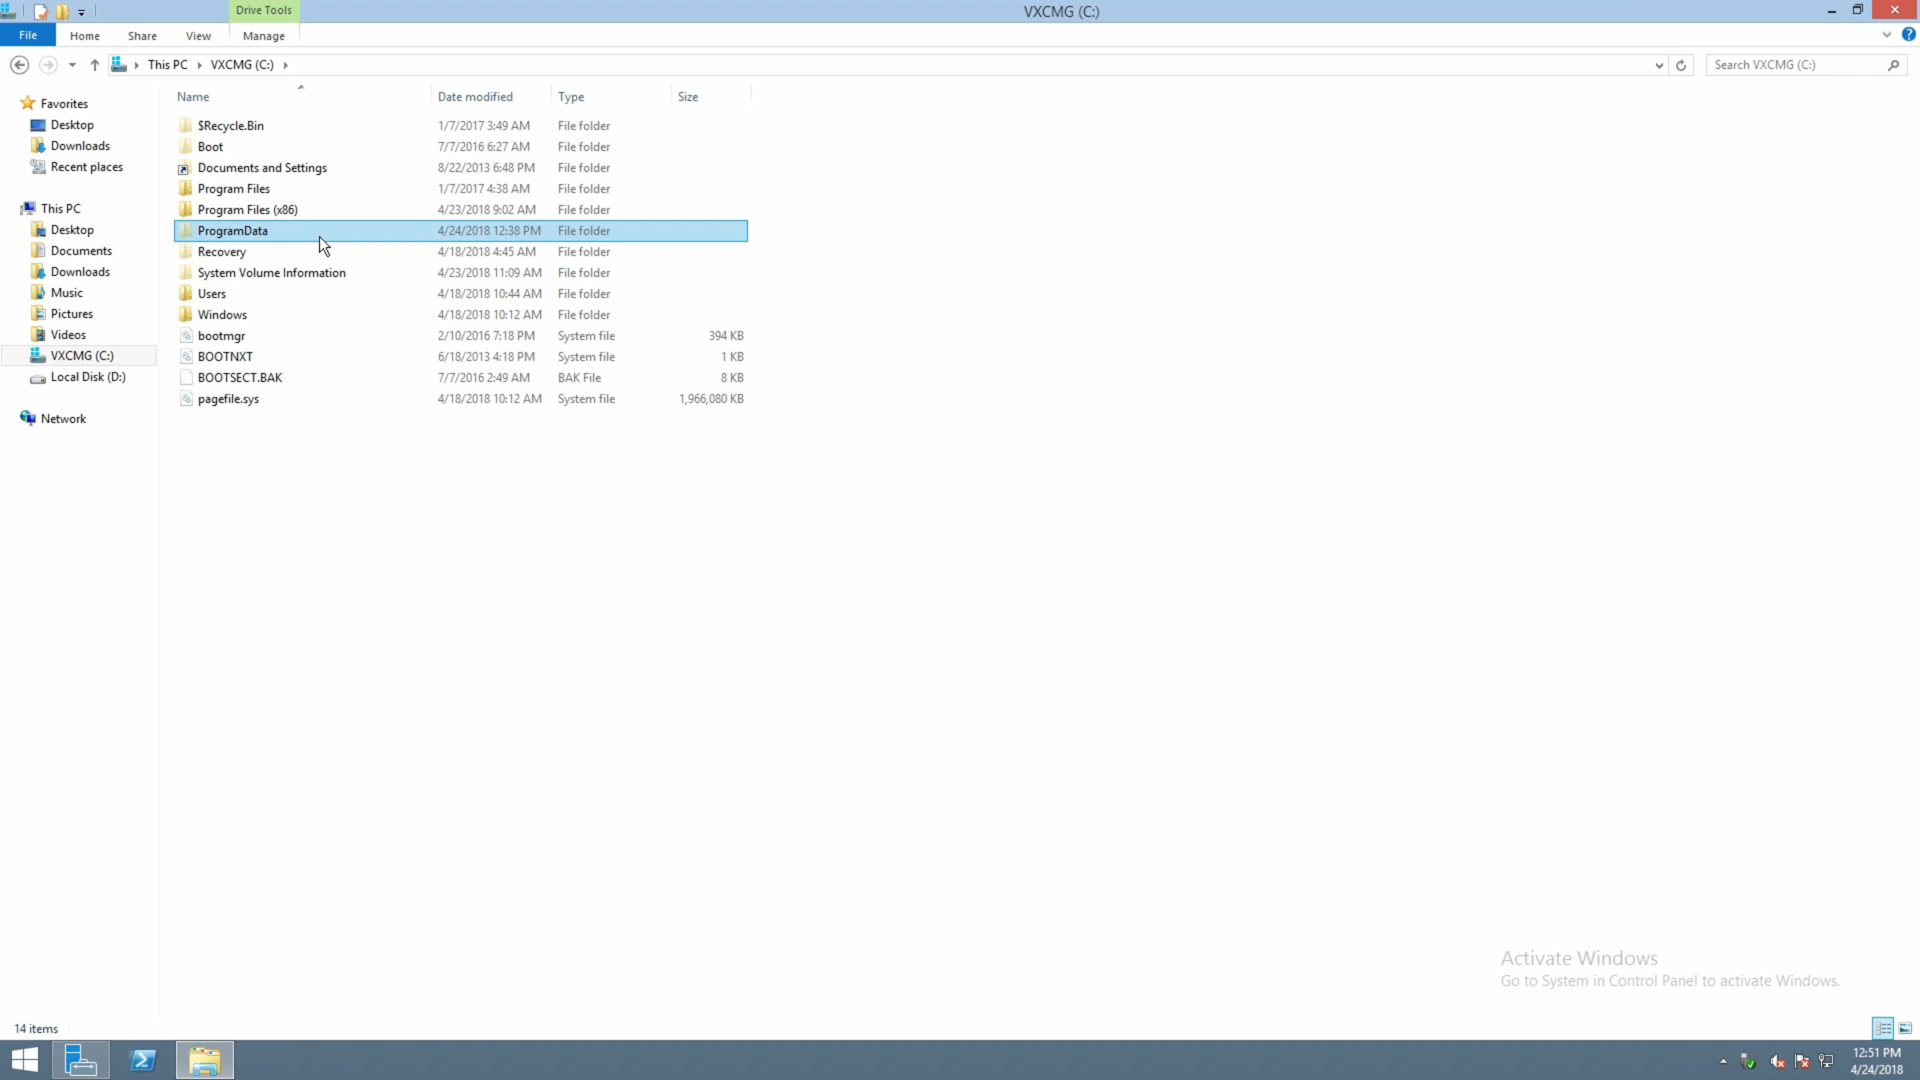 Drive Tools
VXCMG (C:)
File Home Share View Manage
This PC VXCMG (C:)
Search VXCMG (C:)
Name Date modified Type Size
Favorites
Desktop
Downloads
Recent places
This PC
Desktop
Documents
Downloads
Music
Pictures
Videos
VXCMG (C:)
Local Disk (D:)
Network
$Recycle.Bin 1/7/2017 3:49 AM File folder
Boot 7/7/2016 6:27 AM File folder
Documents and Settings 8/22/2013 6:48 PM File folder
Program Files 1/7/2017 4:38 AM File folder
Program Files (x86) 4/23/2018 9:02 AM File folder
ProgramData 4/24/2018 12:38 PM File folder
Recovery 4/18/2018 4:45 AM File folder
System Volume Information 4/23/2018 11:09 AM File folder
Users 4/18/2018 10:44 AM File folder
Windows 4/18/2018 10:12 AM File folder
bootmgr 2/10/2016 7:18 PM System file 394 KB
BOOTNXT 6/18/2013 4:18 PM System file 1 KB
BOOTSECT.BAK 7/7/2016 2:49 AM BAK File 8 KB
pagefile.sys 4/18/2018 10:12 AM System file 1,966,080 KB
Activate Windows
Go to System in Control Panel to activate Windows.
14 items
12:51 PM
4/24/2018